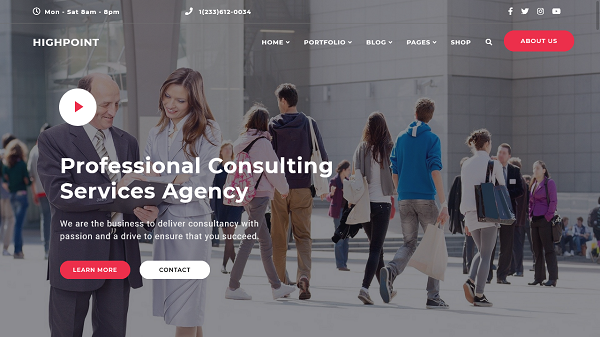 Mon - Sat 8am - 8pm
1(233)612-0034
HIGHPOINT
HOME
PORTFOLIO
BLOG
PAGES
SHOP
ABOUT US
Professional Consulting
Services Agency
We are the business to deliver consultancy with
passion and a drive to ensure that you succeed.
LEARN MORE
CONTACT